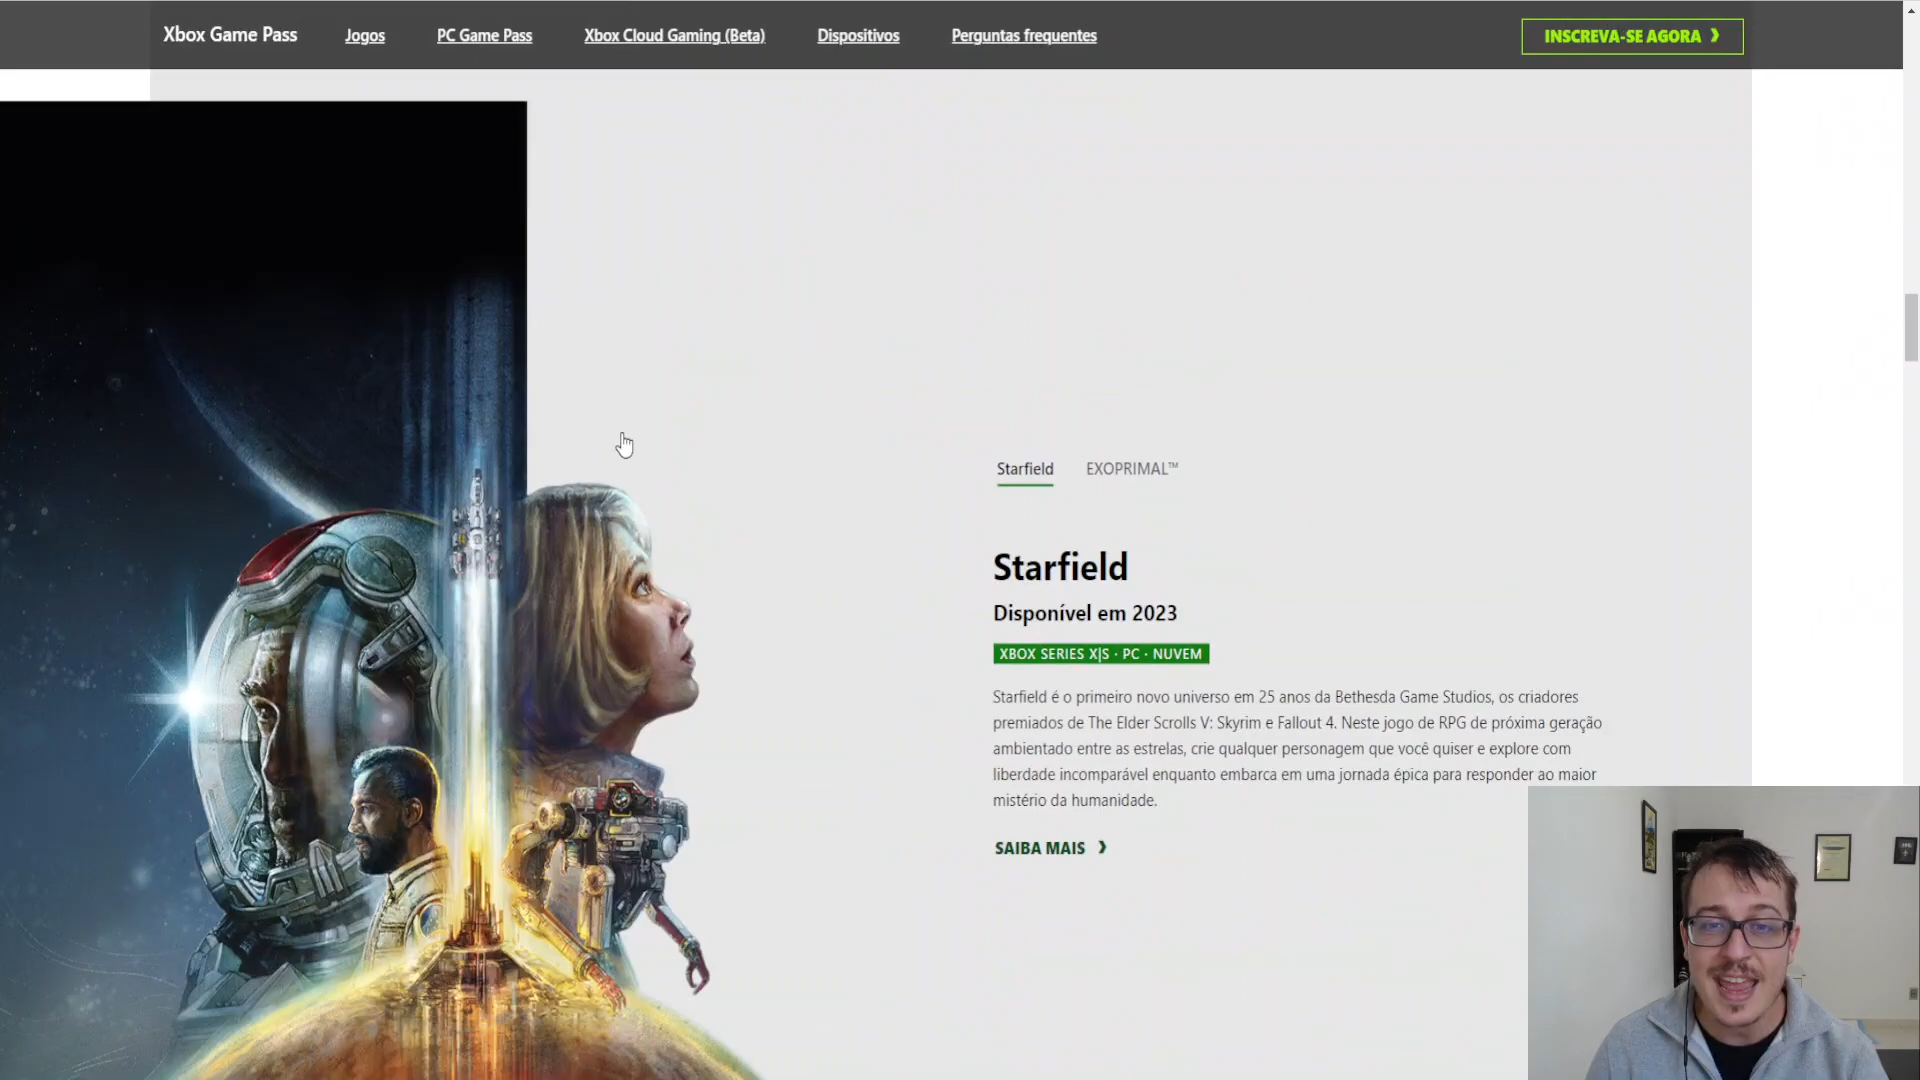 Xbox Game Pass
Jogos
PC Game Pass
Xbox Cloud Gaming (Beta)
Dispositivos
Perguntas frequentes
INSCREVA-SE AGORA
Starfield
EXOPRIMAL™
Starfield
Disponível em 2023
XBOX SERIES X|S · PC · NUVEM
Starfield é o primeiro novo universo em 25 anos da Bethesda Game Studios, os criadores
premiados de The Elder Scrolls V: Skyrim e Fallout 4. Neste jogo de RPG de próxima geração
ambientado entre as estrelas, crie qualquer personagem que você quiser e explore com
liberdade incomparável enquanto embarca em uma jornada épica para responder ao maior
mistério da humanidade.
SAIBA MAIS